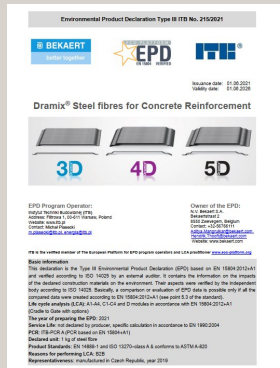 Environmental Product Declaration Type III ITB No. 215/2021
BEKAERT
better together
EPD
ITB
Issuance date: 01.06.2021
Validity date: 01.06.2026
Dramix® Steel fibres for Concrete Reinforcement
3D 4D 5D
EPD Program Operator:
Instytut Techniki Budowlanej (ITB)
Address: Filtrowa 1, 00-611 Warsaw, Poland
Website: www.itb.pl
Contact: Michał Piasecki
m.piasecki@itb.pl, energia@itb.pl
Owner of the EPD:
N.V. Bekaert S.A.
Bekaertstraat 2
8550 Zwevegem, Belgium
Website: www.bekaert.com
ITB is the verified member of The European Platform for EPD program operators and LCA practitioner www.eco-platform.org
Basic information
This declaration is the Type III Environmental Product Declaration (EPD) based on EN 15804:2012+A1
and verified according to ISO 14025 by an external auditor. It contains the information on the impacts
of the declared construction materials on the environment. Their aspects were verified by the independent
body according to ISO 14025. Basically, a comparison or evaluation of EPD data is possible only if all the
compared data were created according to EN 15804:2012+A1 (see point 5.3 of the standard).
Life cycle analysis (LCA): A1-A4, C1-C4 and D modules in accordance with EN 15804:2012+A1
(Cradle to Gate with options)
The year of preparing the EPD: 2021
Service Life: not declared by producer, specific calculation in accordance to EN 1990:2004
PCR: ITB-PCR A (PCR based on EN 15804+A1)
Declared unit: 1 kg of steel fibre
Product Standards: EN 14889-1 and ISO 13270-class A & conforms to ASTM A-820
Reasons for performing LCA: B2B
Representativeness: manufactured in Czech Republic, year 2019